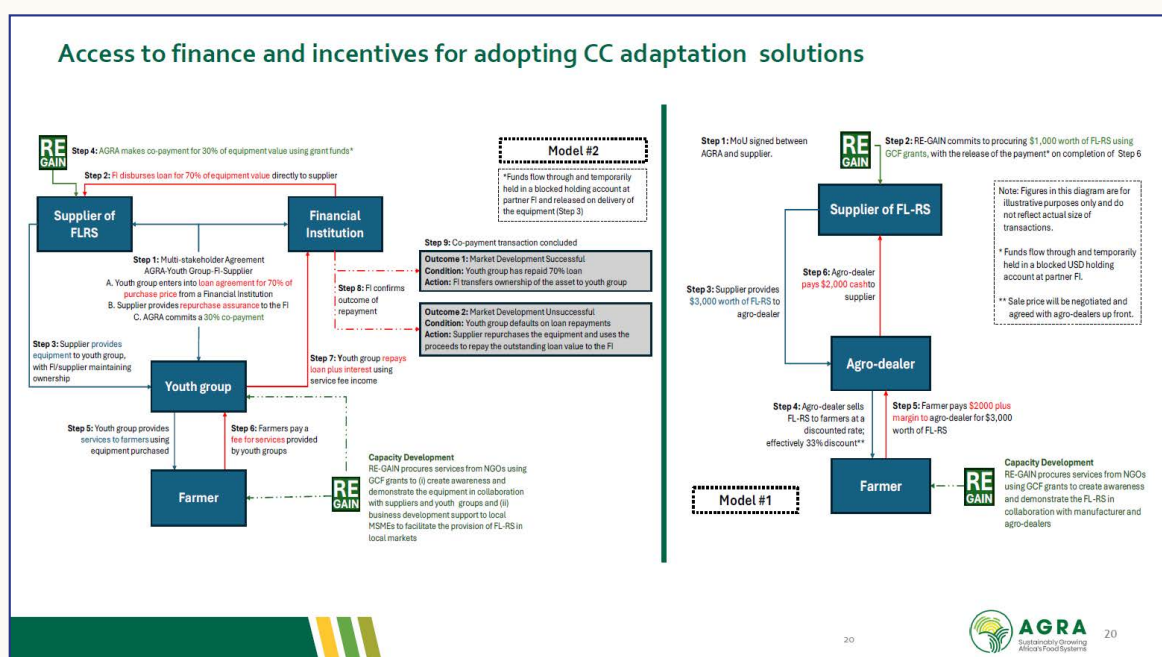 Access to finance and incentives for adopting CC adaptation solutions
RE
GAIN
Step 4: AGRA makes co-payment for 30% of equipment value using grant funds*
Step 2: FI disburses loan for 70% of equipment value directly to supplier
Model #2
*Funds flow through and temporarily
held in a blocked holding account at
partner FI and released on delivery of
the equipment (Step 3)
Supplier of
FLRS
Financial
Institution
Step 1: Multi-stakeholder Agreement
AGRA-Youth Group-FI-Supplier
A. Youth group enters into loan agreement for 70% of
purchase price from a Financial Institution
B. Supplier provides repurchase assurance to the FI
C. AGRA commits a 30% co-payment
Step 9: Co-payment transaction concluded
Outcome 1: Market Development Successful
Condition: Youth group has repaid 70% loan
Action: FI transfers ownership of the asset to youth group
Step 8: FI confirms
outcome of
repayment
Outcome 2: Market Development Unsuccessful
Condition: Youth group defaults on loan repayments
Action: Supplier repurchases the equipment and uses the
proceeds to repay the outstanding loan value to the FI
Step 3: Supplier provides
equipment to youth group,
with FI/supplier maintaining
ownership
Youth group
Step 7: Youth group repays
loan plus interest using
service fee income
Step 5: Youth group provides
services to farmers using
equipment purchased
Step 6: Farmers pay a
fee for services provided
by youth groups
Farmer
RE
GAIN
Capacity Development
RE-GAIN procures services from NGOs using
GCF grants to (i) create awareness and
demonstrate the equipment in collaboration
with suppliers and youth groups and (ii)
business development support to local
MSMEs to facilitate the provision of FL-RS in
local markets
Step 1: MoU signed between
AGRA and supplier.
RE
GAIN
Step 2: RE-GAIN commits to procuring $1,000 worth of FL-RS using
GCF grants, with the release of the payment* on completion of Step 6
Supplier of FL-RS
Note: Figures in this diagram are for
illustrative purposes only and do
not reflect actual size of
transactions.
* Funds flow through and temporarily
held in a blocked USD holding
account at partner FI.
** Sale price will be negotiated and
agreed with agro-dealers up front.
Step 3: Supplier provides
$3,000 worth of FL-RS to
agro-dealer
Step 6: Agro-dealer
pays $2,000 cashto
supplier
Agro-dealer
Step 4: Agro-dealer sells
FL-RS to farmers at a
discounted rate;
effectively 33% discount**
Step 5: Farmer pays $2000 plus
margin to agro-dealer for $3,000
worth of FL-RS
Model #1
Farmer
RE
GAIN
Capacity Development
RE-GAIN procures services from NGOs
using GCF grants to create awareness
and demonstrate the FL-RS in
collaboration with manufacturer and
agro-dealers
20
AGRA
Sustainably Growing
Africa's Food Systems
20